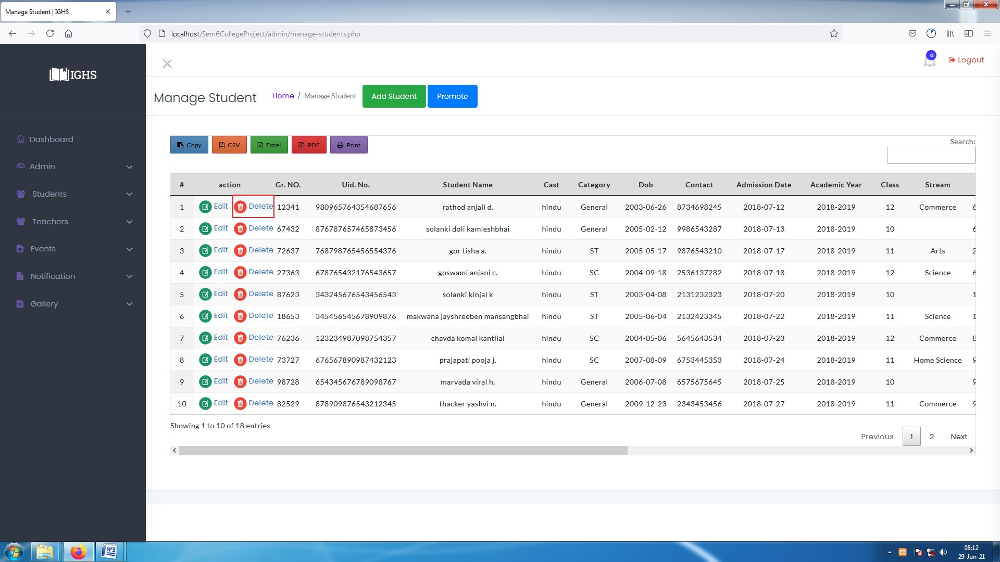 Manage Student | IGHS
localhost/Sem6CollegeProject/admin/manage-students.php
IGHS
0
Logout
Manage Student Home / Manage Student Add Student Promote
Dashboard
Admin
Students
Teachers
Events
Notification
Gallery
Copy CSV Excel PDF Print
Search:
# action Gr. NO. Uid. No. Student Name Cast Category Dob Contact Admission Date Academic Year Class Stream
1 Edit Delete 12341 980965764354687656 rathod anjali d. hindu General 2003-06-26 8734698245 2018-07-12 2018-2019 12 Commerce 6
2 Edit Delete 67432 876787657465873456 solanki doli kamleshbhai hindu General 2005-02-12 9986543287 2018-07-13 2018-2019 10 6
3 Edit Delete 72637 768798765456554376 gor tisha a. hindu ST 2005-05-17 9876543210 2018-07-17 2018-2019 11 Arts 2
4 Edit Delete 27363 678765432176543657 goswami anjani c. hindu SC 2004-09-18 2536137282 2018-07-18 2018-2019 12 Science 6
5 Edit Delete 87623 343245676543456543 solanki kinjal k hindu ST 2003-04-08 2131232323 2018-07-20 2018-2019 10 1
6 Edit Delete 18653 345456545678909876 makwana jayshreeben mansangbhai hindu ST 2005-06-04 2132423345 2018-07-22 2018-2019 11 Science 1
7 Edit Delete 76236 123234987098754357 chavda komal kantilal hindu SC 2004-05-06 5645643534 2018-07-23 2018-2019 12 Commerce 8
8 Edit Delete 73727 676567890987432123 prajapati pooja j. hindu SC 2007-08-09 6753445353 2018-07-24 2018-2019 11 Home Science 9
9 Edit Delete 98728 654345676789098767 marvada viral h. hindu General 2006-07-08 6575675645 2018-07-25 2018-2019 10 9
10 Edit Delete 82529 878909876543212345 thacker yashvi n. hindu General 2009-12-23 2343453456 2018-07-27 2018-2019 11 Commerce 9
Showing 1 to 10 of 18 entries
Previous 1 2 Next
08:12
29-Jun-21